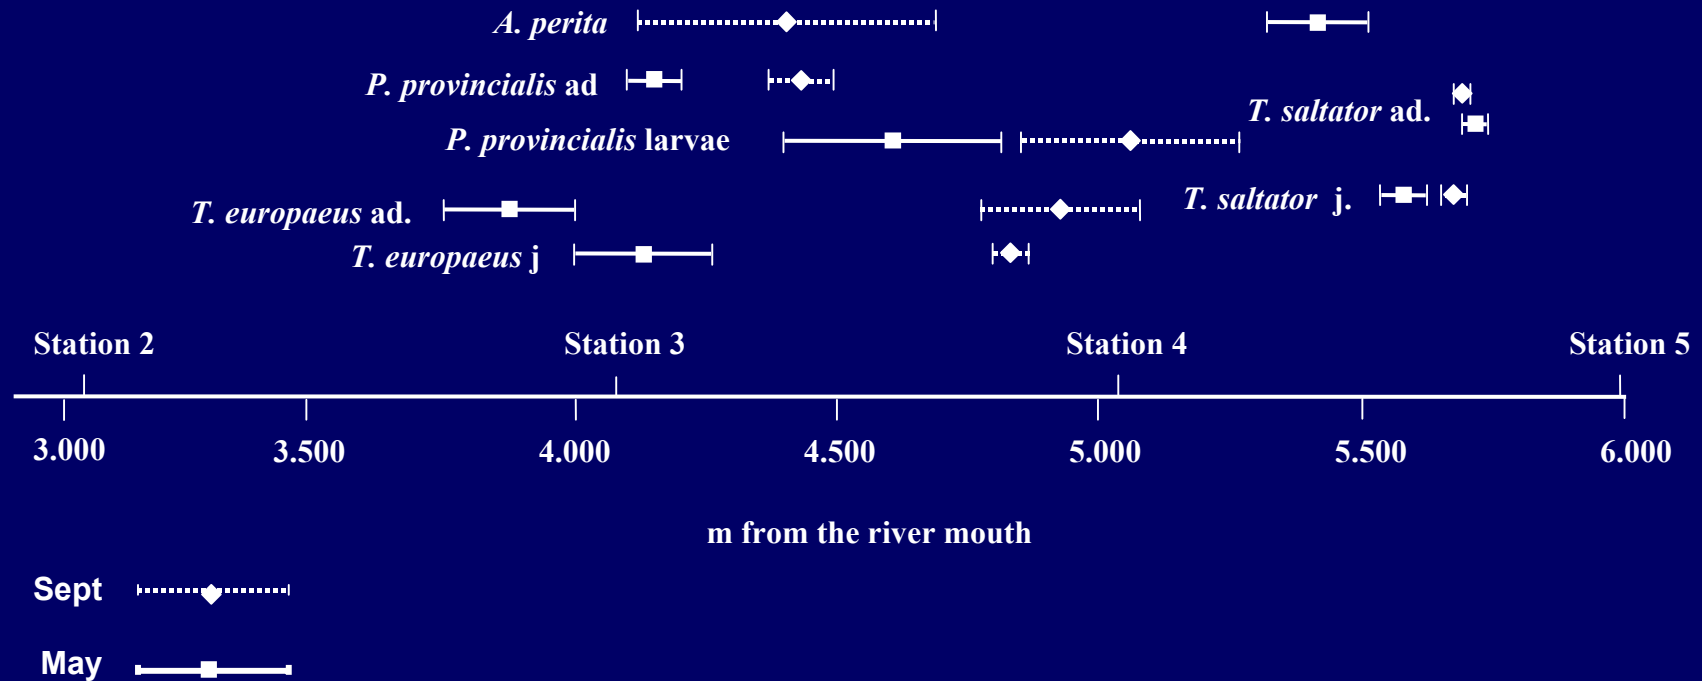 A. perita
P. provincialis ad
T. saltator ad.
P. provincialis larvae
T. saltator j.
T. europaeus ad.
T. europaeus j
Station 2 Station 3 Station 4 Station 5
3.000 3.500 4.000 4.500 5.000 5.500 6.000
m from the river mouth
Sept
May